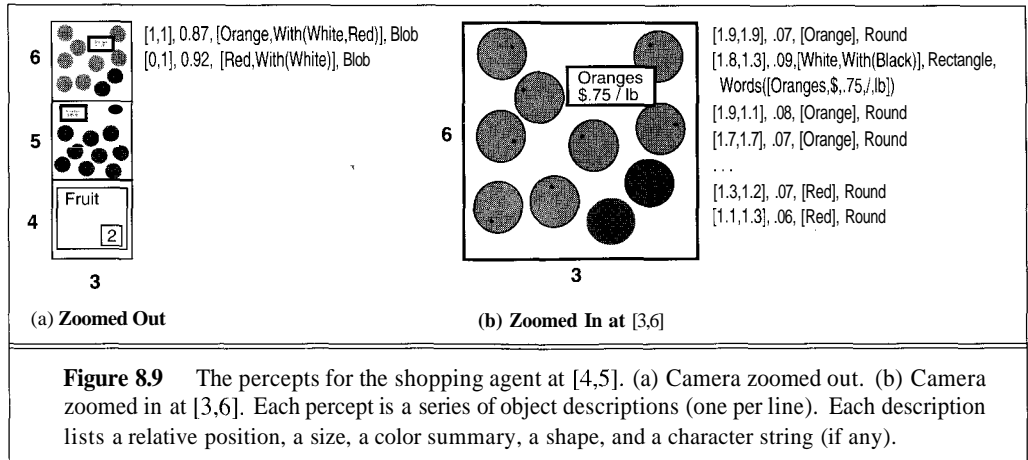 6
5
4
3
Fruit
2
[1,1], 0.87, [Orange,With(White,Red)], Blob
[0,1], 0.92, [Red,With(White)], Blob
(a) Zoomed Out
6
3
Oranges
$.75 / lb
[1.9,1.9], .07, [Orange], Round
[1.8,1.3], .09,[White,With(Black)], Rectangle,
Words([Oranges,$,.75,/,lb])
[1.9,1.1], .08, [Orange], Round
[1.7,1.7], .07, [Orange], Round
. . .
[1.3,1.2], .07, [Red], Round
[1.1,1.3], .06, [Red], Round
(b) Zoomed In at [3,6]
Figure 8.9 The percepts for the shopping agent at [4,5]. (a) Camera zoomed out. (b) Camera
zoomed in at [3,6]. Each percept is a series of object descriptions (one per line). Each description
lists a relative position, a size, a color summary, a shape, and a character string (if any).